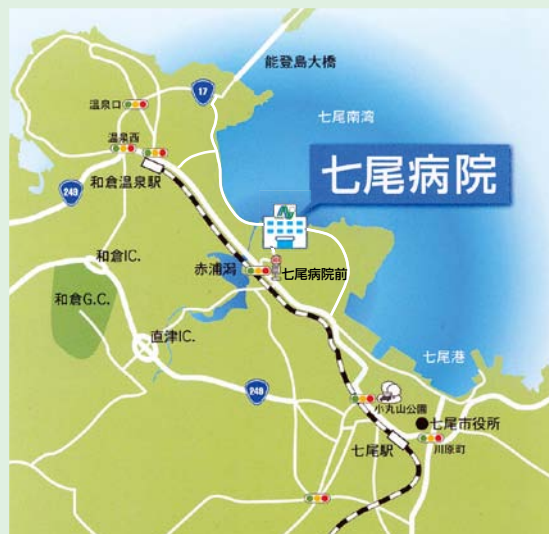 能登島大橋
17
温泉口
七尾南湾
温泉西
七尾病院
和倉温泉駅
249
和倉IC.
赤浦潟
七尾病院前
和倉G.C.
直津IC.
七尾港
249
小丸山公園
七尾市役所
七尾駅
川原町